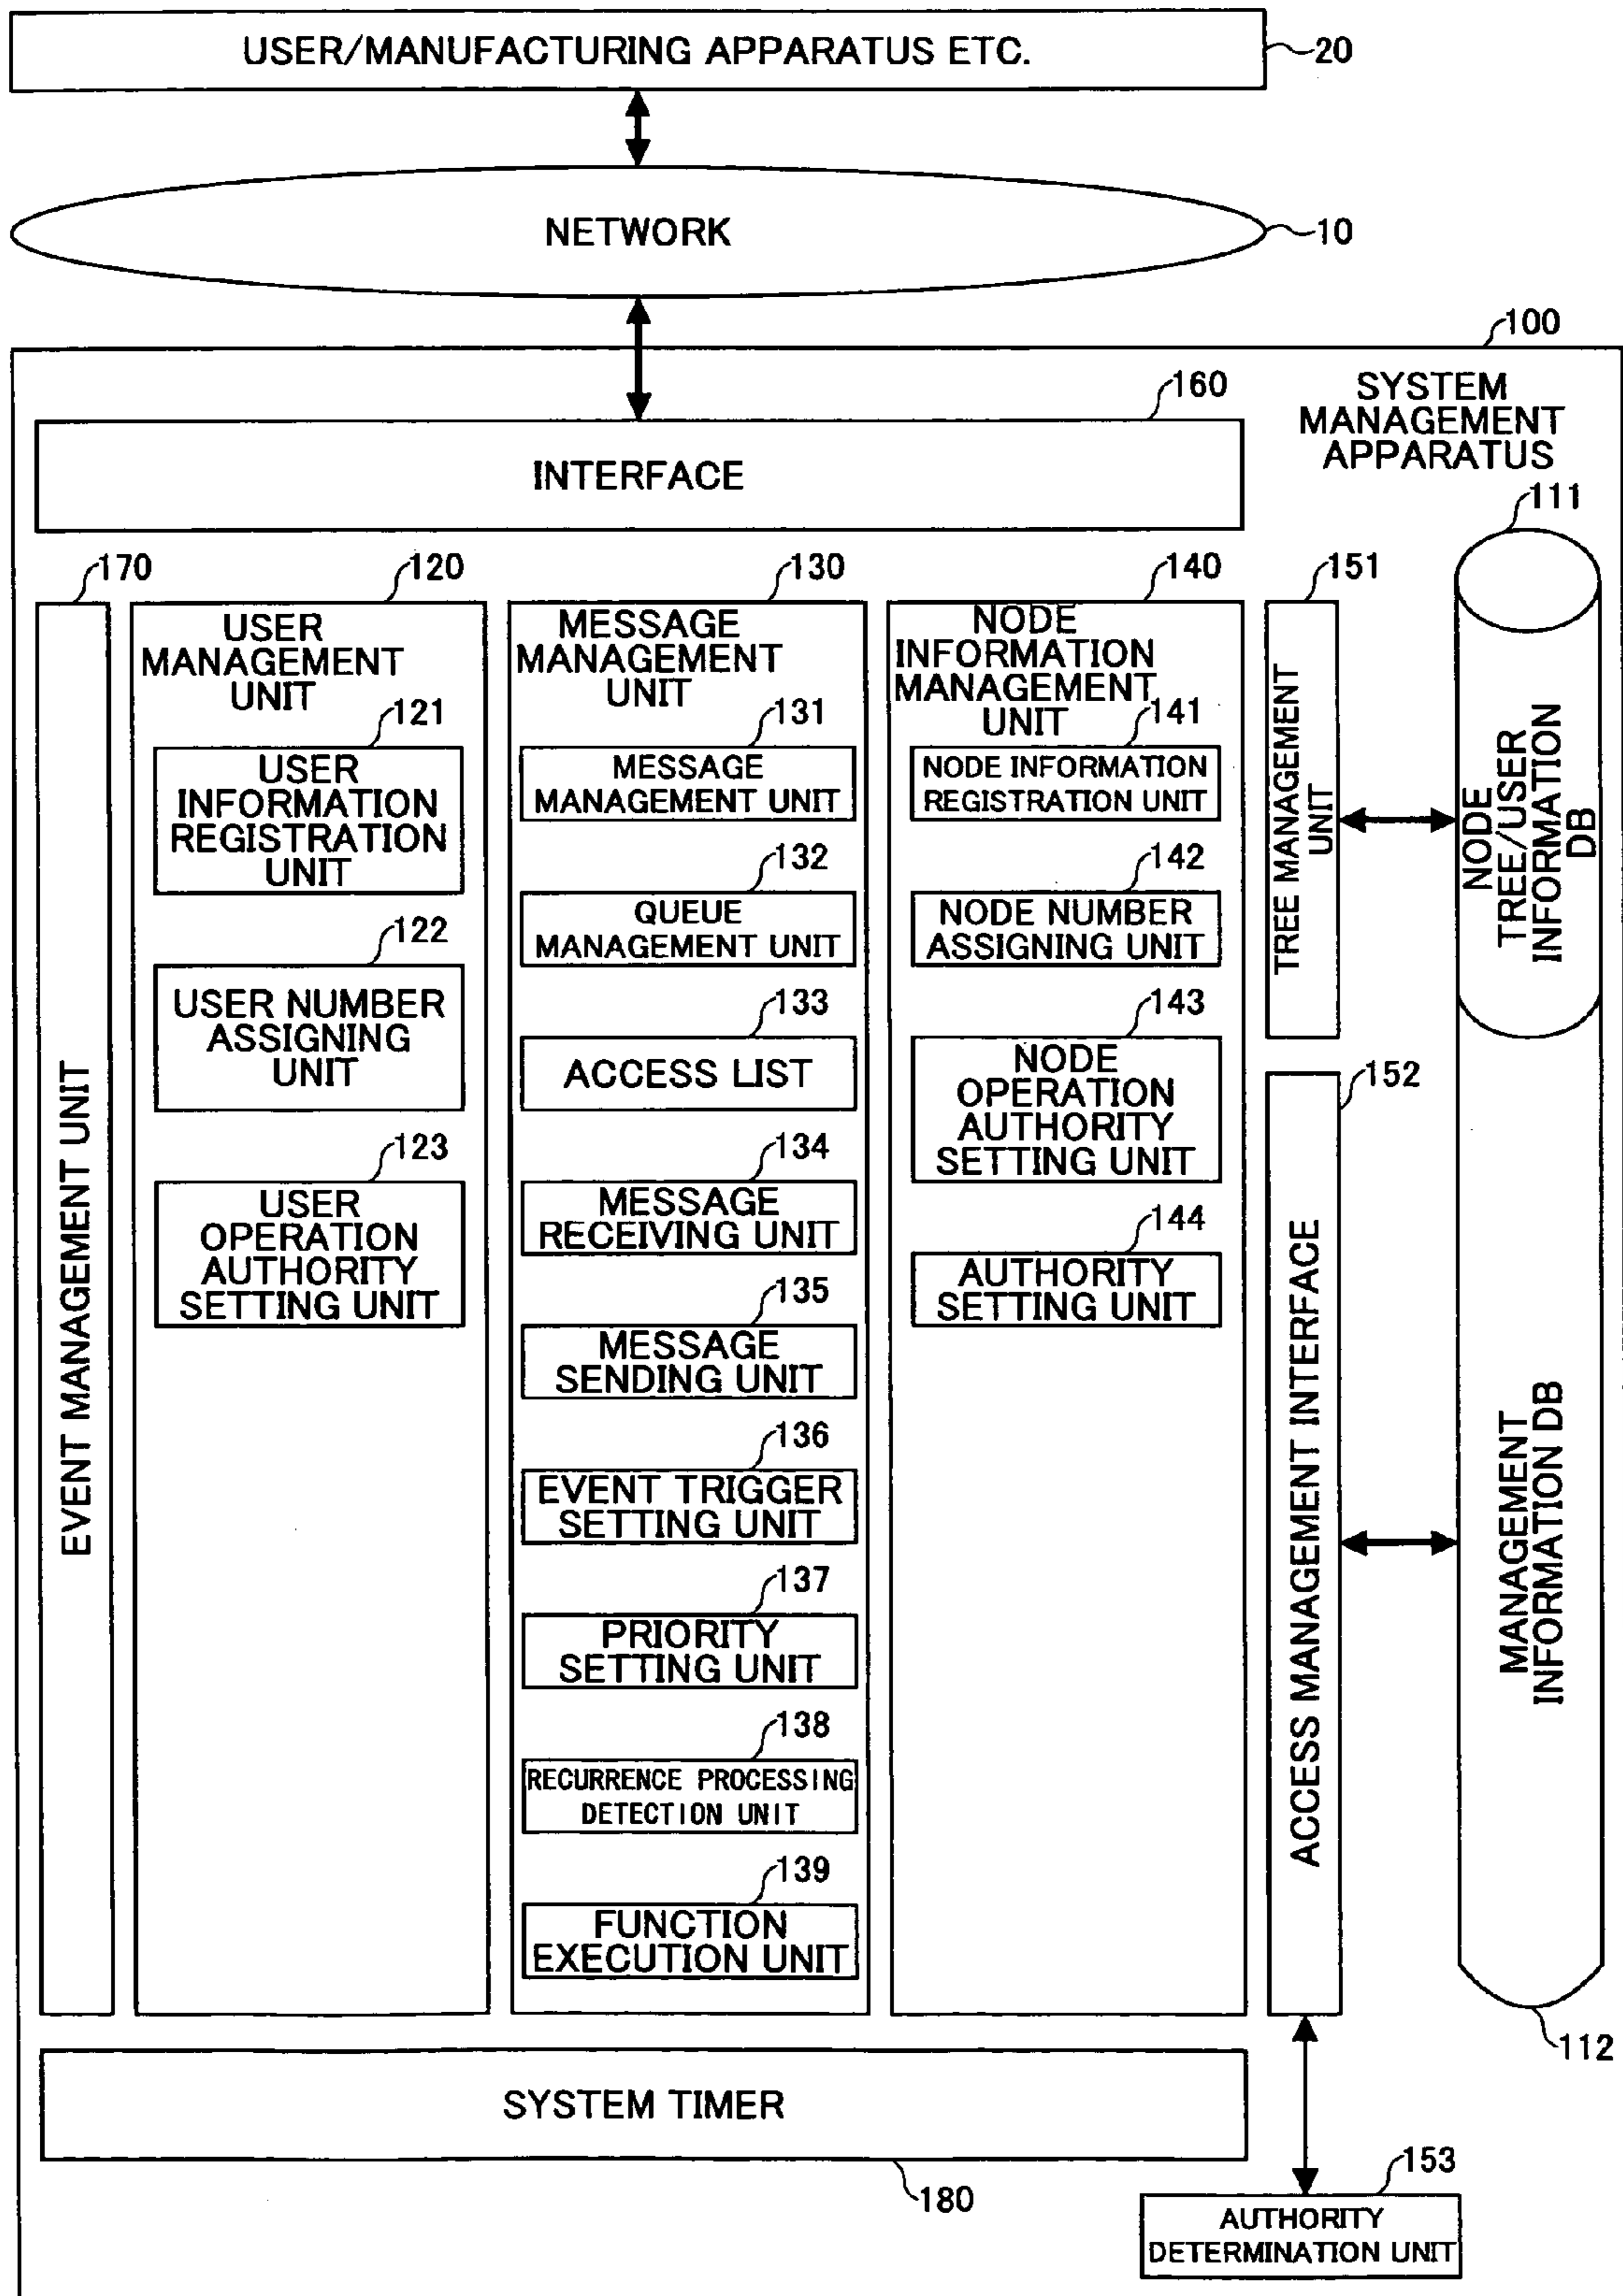 USER/MANUFACTURING APPARATUS ETC.
20
NETWORK
10
100
SYSTEM
MANAGEMENT
APPARATUS
160
INTERFACE
111
170
120
130
140
151
EVENT MANAGEMENT UNIT
USER
MANAGEMENT
UNIT
121
USER
INFORMATION
REGISTRATION
UNIT
122
USER NUMBER
ASSIGNING
UNIT
123
USER
OPERATION
AUTHORITY
SETTING UNIT
MESSAGE
MANAGEMENT
UNIT
131
MESSAGE
MANAGEMENT UNIT
132
QUEUE
MANAGEMENT UNIT
133
ACCESS LIST
134
MESSAGE
RECEIVING UNIT
135
MESSAGE
SENDING UNIT
136
EVENT TRIGGER
SETTING UNIT
137
PRIORITY
SETTING UNIT
138
RECURRENCE PROCESSING
DETECTION UNIT
139
FUNCTION
EXECUTION UNIT
NODE
INFORMATION
MANAGEMENT
UNIT
141
NODE INFORMATION
REGISTRATION UNIT
142
NODE NUMBER
ASSIGNING UNIT
143
NODE
OPERATION
AUTHORITY
SETTING UNIT
144
AUTHORITY
SETTING UNIT
TREE MANAGEMENT
UNIT
NODE
TREE/USER
INFORMATION
DB
152
ACCESS MANAGEMENT INTERFACE
MANAGEMENT
INFORMATION DB
112
SYSTEM TIMER
180
153
AUTHORITY
DETERMINATION UNIT